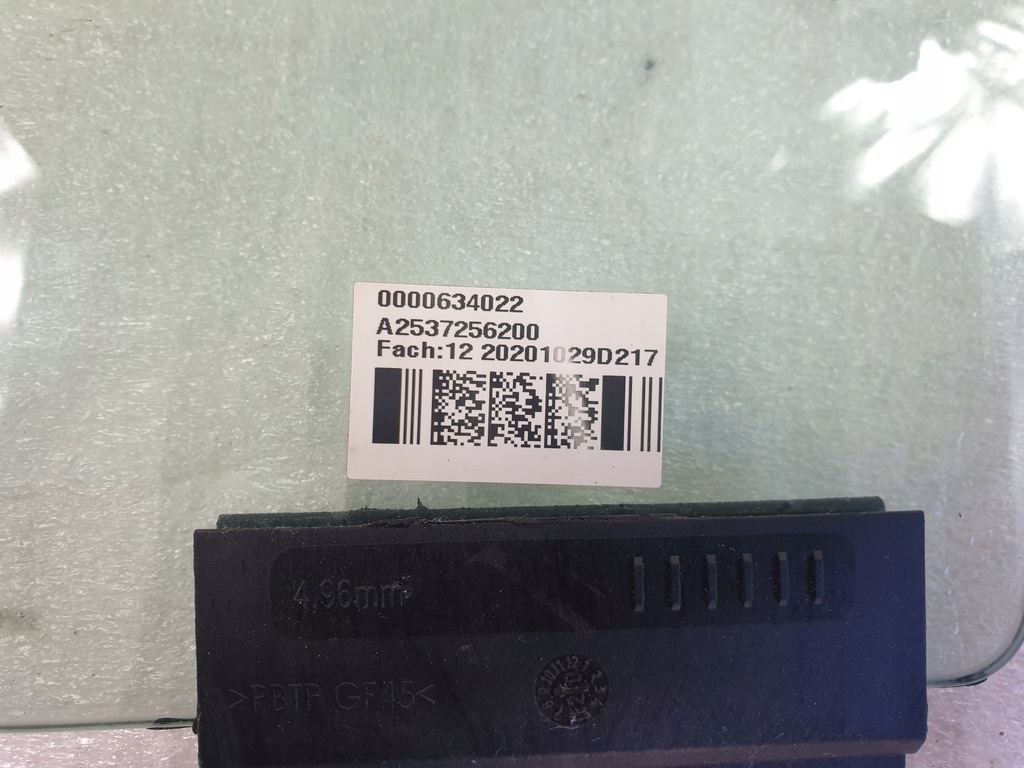 0000634022
A2537256200
Fach:12 20201029D217
4,96mm
>PBTP GF45<